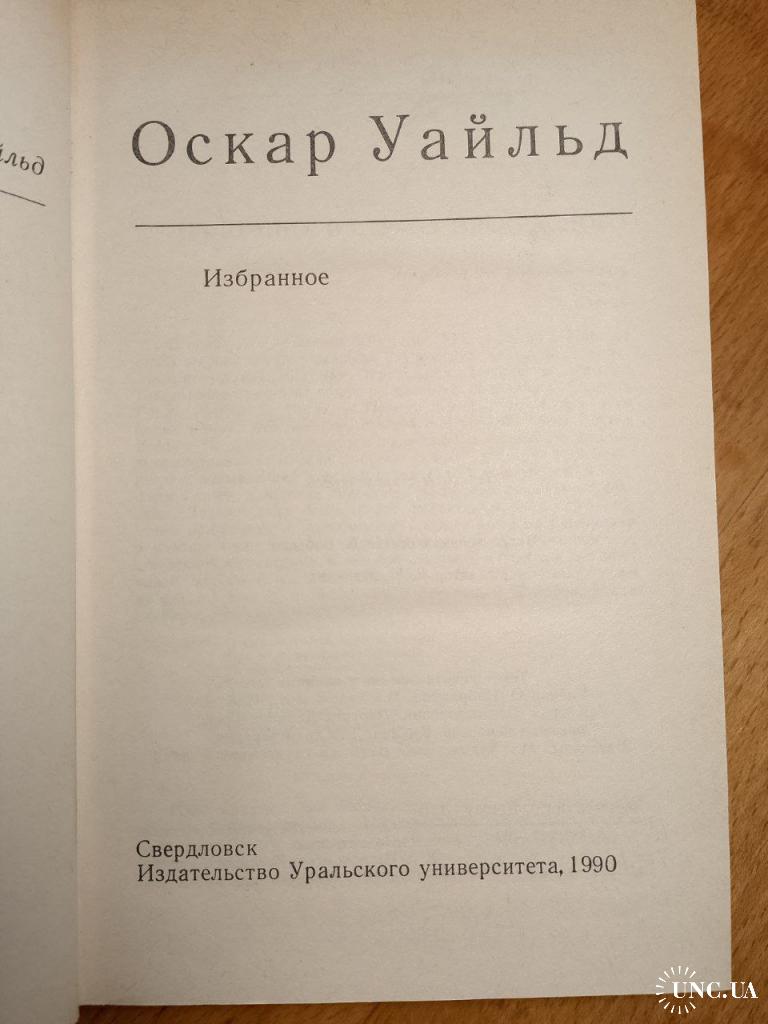 Оскар Уайльд
Избранное
Свердловск
Издательство Уральского университета, 1990
UNC.UA